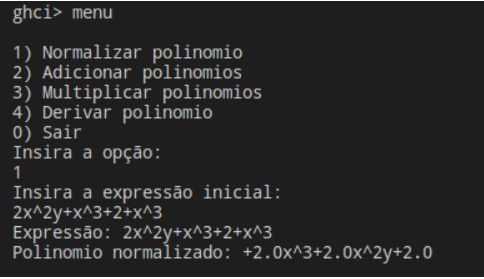 ghci> menu
1) Normalizar polinomio
2) Adicionar polinomios
3) Multiplicar polinomios
4) Derivar polinomio
0) Sair
Insira a opção:
1
Insira a expressão inicial:
2x^2y+x^3+2+x^3
Expressão: 2x^2y+x^3+2+x^3
Polinomio normalizado: +2.0x^3+2.0x^2y+2.0